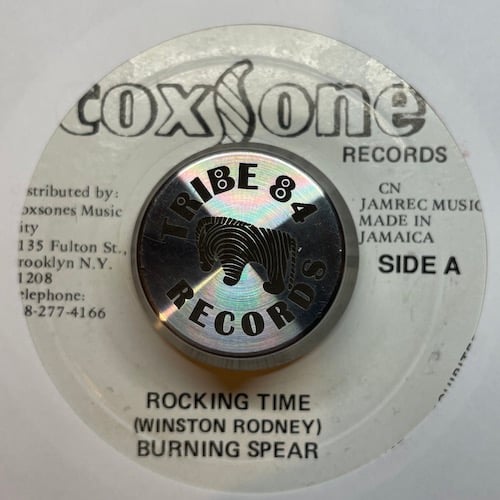 coxsone
RECORDS
istributed by:
oxsones Music
ity
135 Fulton St.,
rooklyn N.Y.
1208
elephone:
8-277-4166
CN
JAMREC MUSIC
MADE IN
JAMAICA
SIDE A
TRIBE 84
RECORDS
ROCKING TIME
(WINSTON RODNEY)
BURNING SPEAR